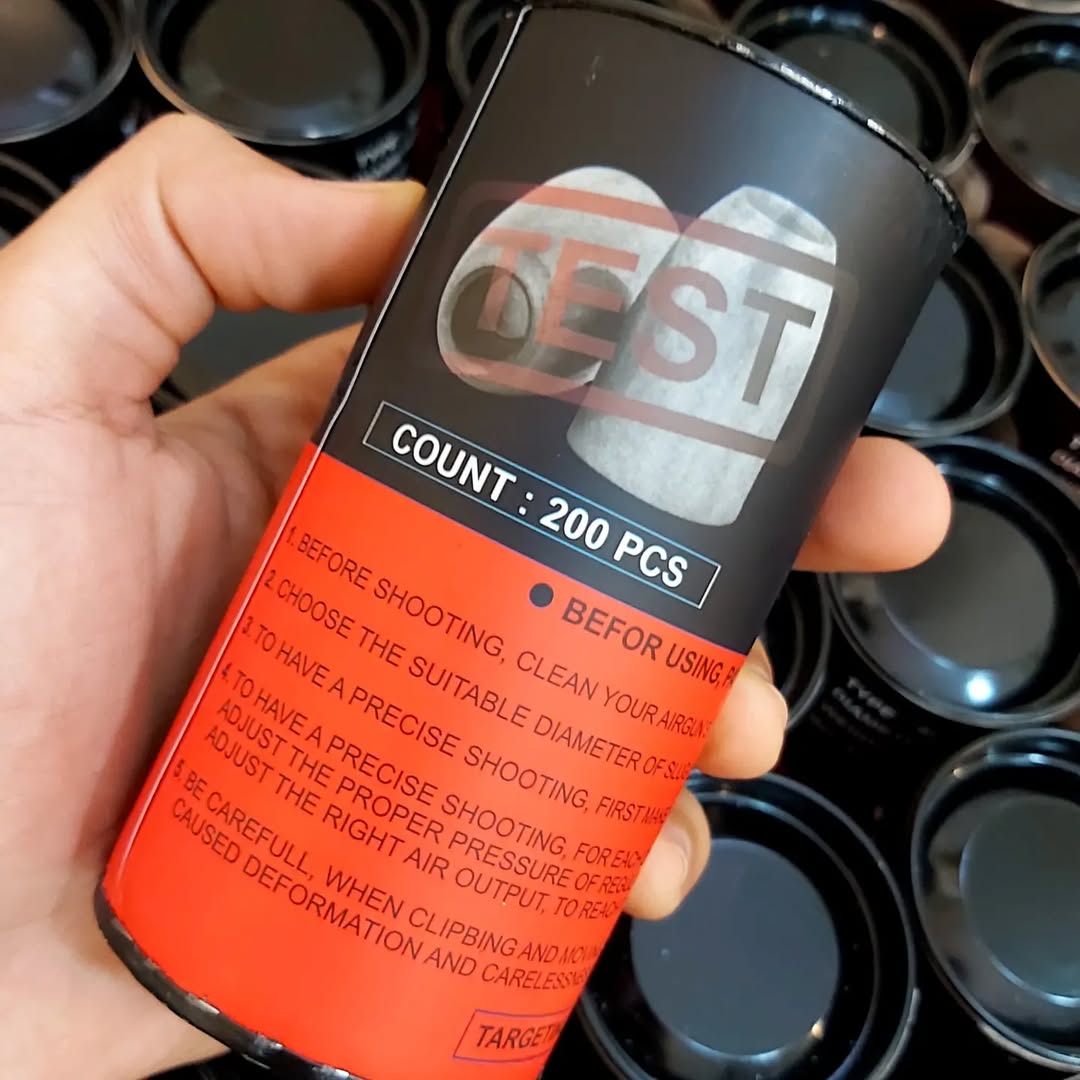 TEST
COUNT : 200 PCS
● BEFOR USING,
1. BEFORE SHOOTING, CLEAN YOUR AIRGUN
2. CHOOSE THE SUITABLE DIAMETER OF
3. TO HAVE A PRECISE SHOOTING, FIRST
4. TO HAVE A PRECISE SHOOTING, FOR EACH
ADJUST THE PROPER PRESSURE OF
ADJUST THE RIGHT AIR OUTPUT, TO REACH
5. BE CAREFULL, WHEN CLIPBING AND
CAUSED DEFORMATION AND
TYPE